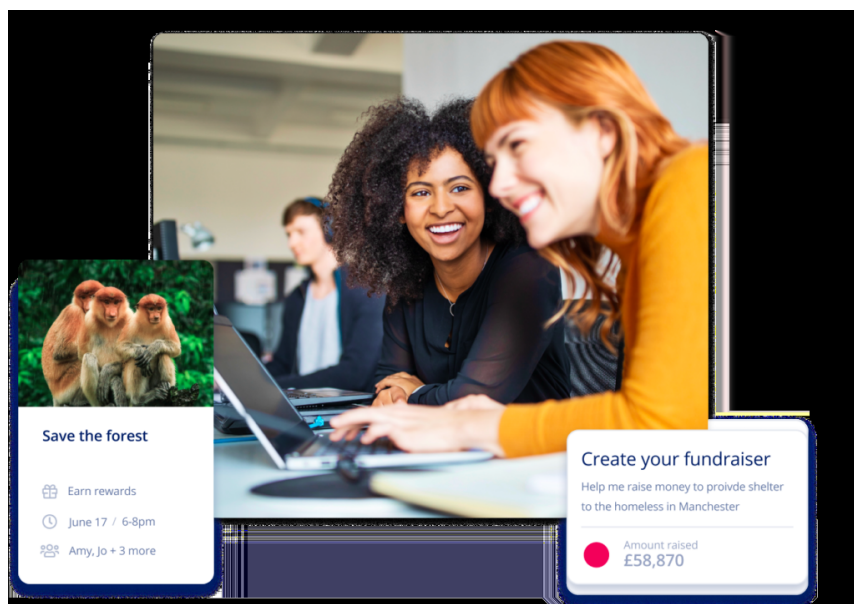 Save the forest
Earn rewards
June 17 / 6-8pm
Amy, Jo + 3 more
Create your fundraiser
Help me raise money to proivde shelter
to the homeless in Manchester
Amount raised
£58,870